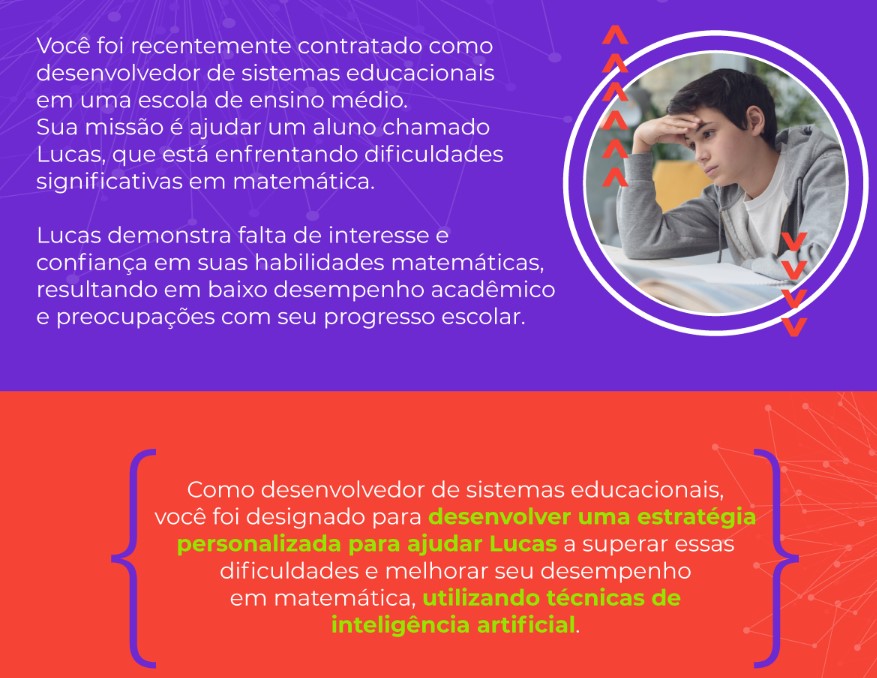 Você foi recentemente contratado como
desenvolvedor de sistemas educacionais
em uma escola de ensino médio.
Sua missão é ajudar um aluno chamado
Lucas, que está enfrentando dificuldades
significativas em matemática.
Lucas demonstra falta de interesse e
confiança em suas habilidades matemáticas,
resultando em baixo desempenho acadêmico
e preocupações com seu progresso escolar.
Como desenvolvedor de sistemas educacionais,
você foi designado para desenvolver uma estratégia
personalizada para ajudar Lucas a superar essas
dificuldades e melhorar seu desempenho
em matemática, utilizando técnicas de
inteligência artificial.